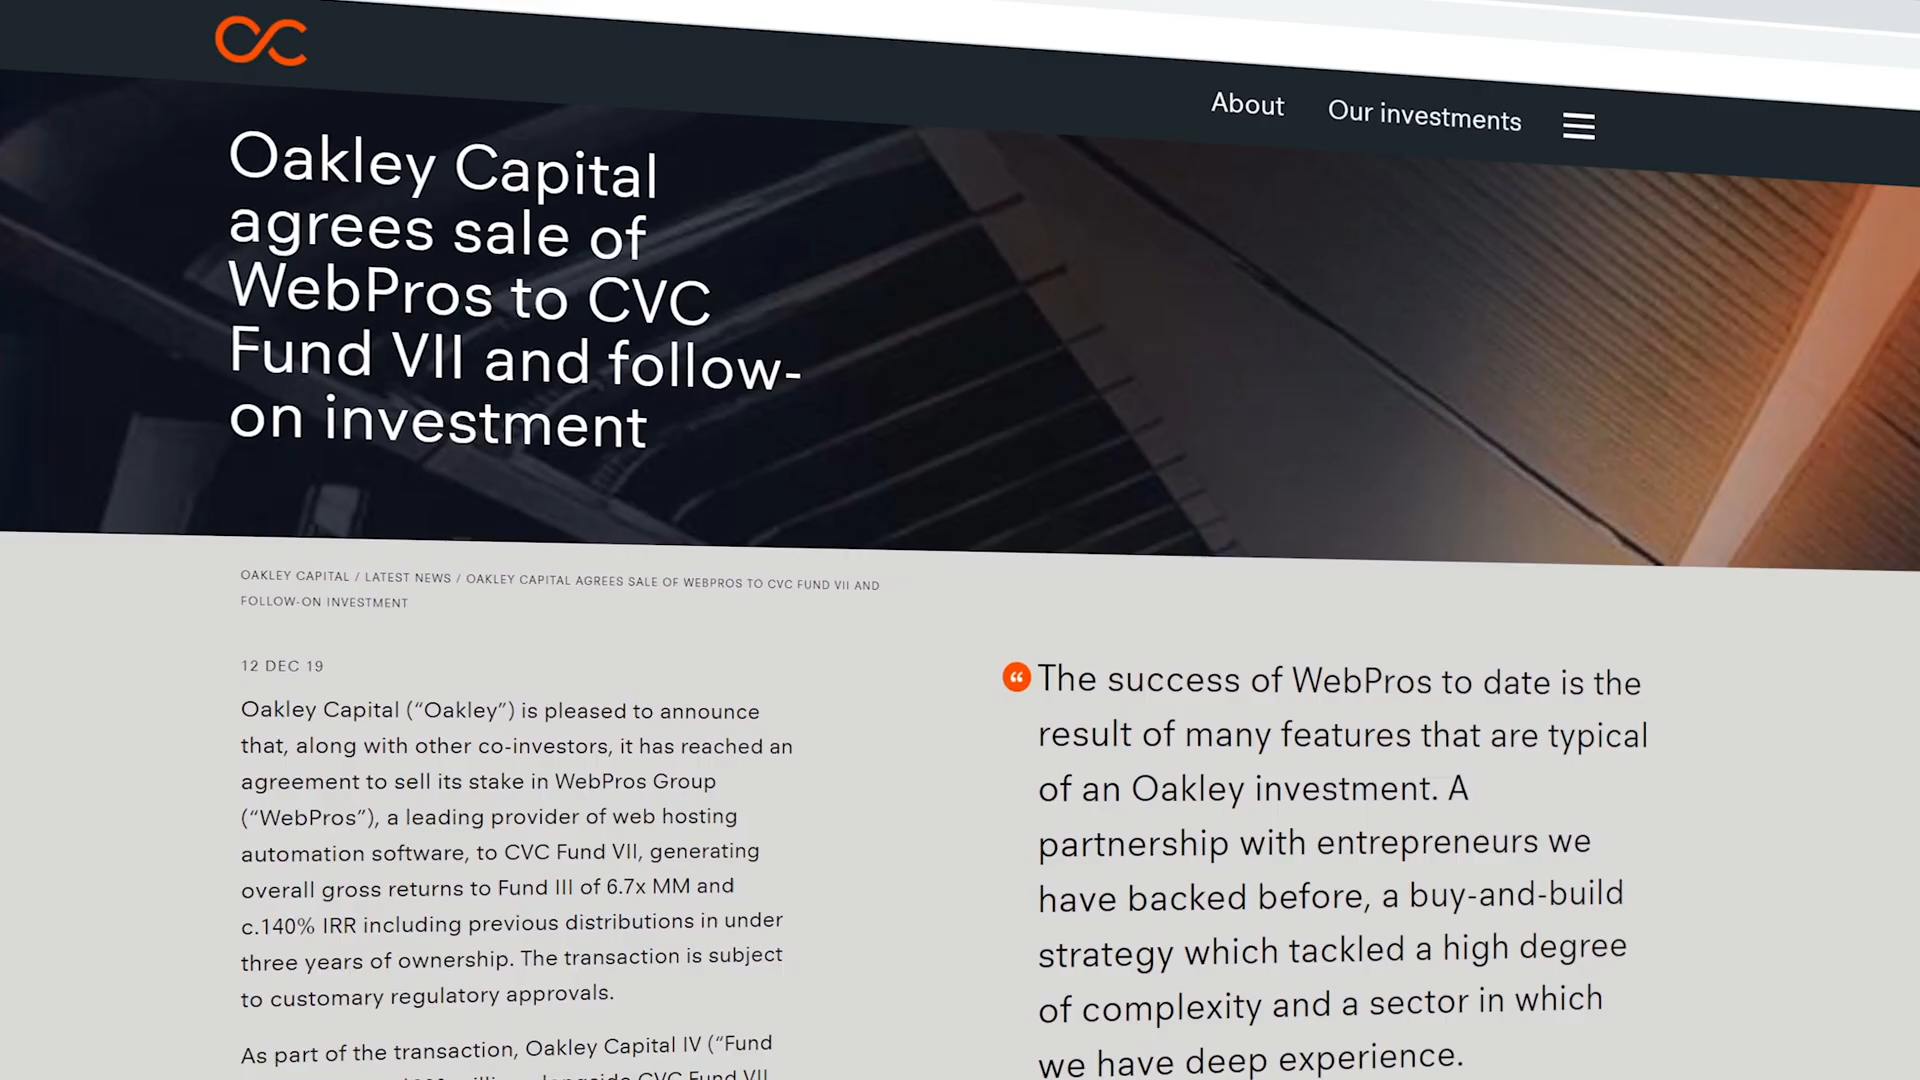 About
Our investments
Oakley Capital
agrees sale of
WebPros to CVC
Fund VII and follow-
on investment
OAKLEY CAPITAL / LATEST NEWS / OAKLEY CAPITAL AGREES SALE OF WEBPROS TO CVC FUND VII AND
FOLLOW-ON INVESTMENT
12 DEC 19
Oakley Capital (“Oakley”) is pleased to announce
that, along with other co-investors, it has reached an
agreement to sell its stake in WebPros Group
(“WebPros”), a leading provider of web hosting
automation software, to CVC Fund VII, generating
overall gross returns to Fund III of 6.7x MM and
c.140% IRR including previous distributions in under
three years of ownership. The transaction is subject
to customary regulatory approvals.
As part of the transaction, Oakley Capital IV (“Fund
CVC Fund VII
“ The success of WebPros to date is the
result of many features that are typical
of an Oakley investment. A
partnership with entrepreneurs we
have backed before, a buy-and-build
strategy which tackled a high degree
of complexity and a sector in which
we have deep experience.